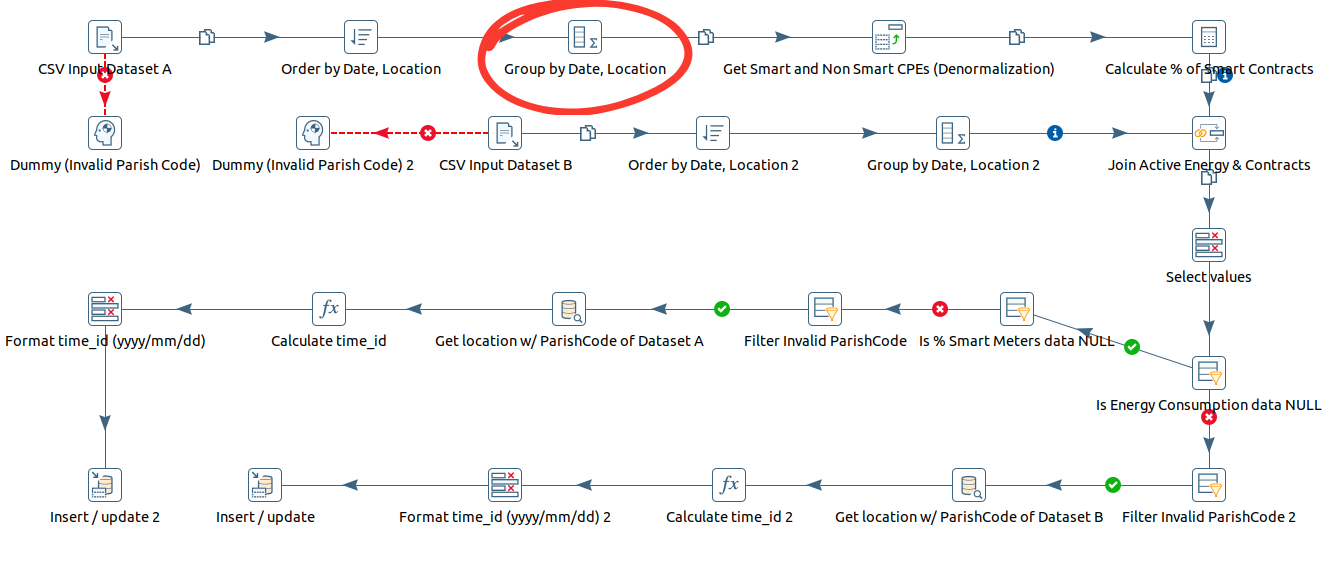 CSV Input Dataset A
Order by Date, Location
Group by Date, Location
Get Smart and Non Smart CPEs (Denormalization)
Calculate % of Smart Contracts
Dummy (Invalid Parish Code)
Dummy (Invalid Parish Code) 2
CSV Input Dataset B
Order by Date, Location 2
Group by Date, Location 2
Join Active Energy & Contracts
Select values
Format time_id (yyyy/mm/dd)
Calculate time_id
Get location w/ ParishCode of Dataset A
Filter Invalid ParishCode
Is % Smart Meters data NULL
Is Energy Consumption data NULL
Insert / update 2
Insert / update
Format time_id (yyyy/mm/dd) 2
Calculate time_id 2
Get location w/ ParishCode of Dataset B
Filter Invalid ParishCode 2